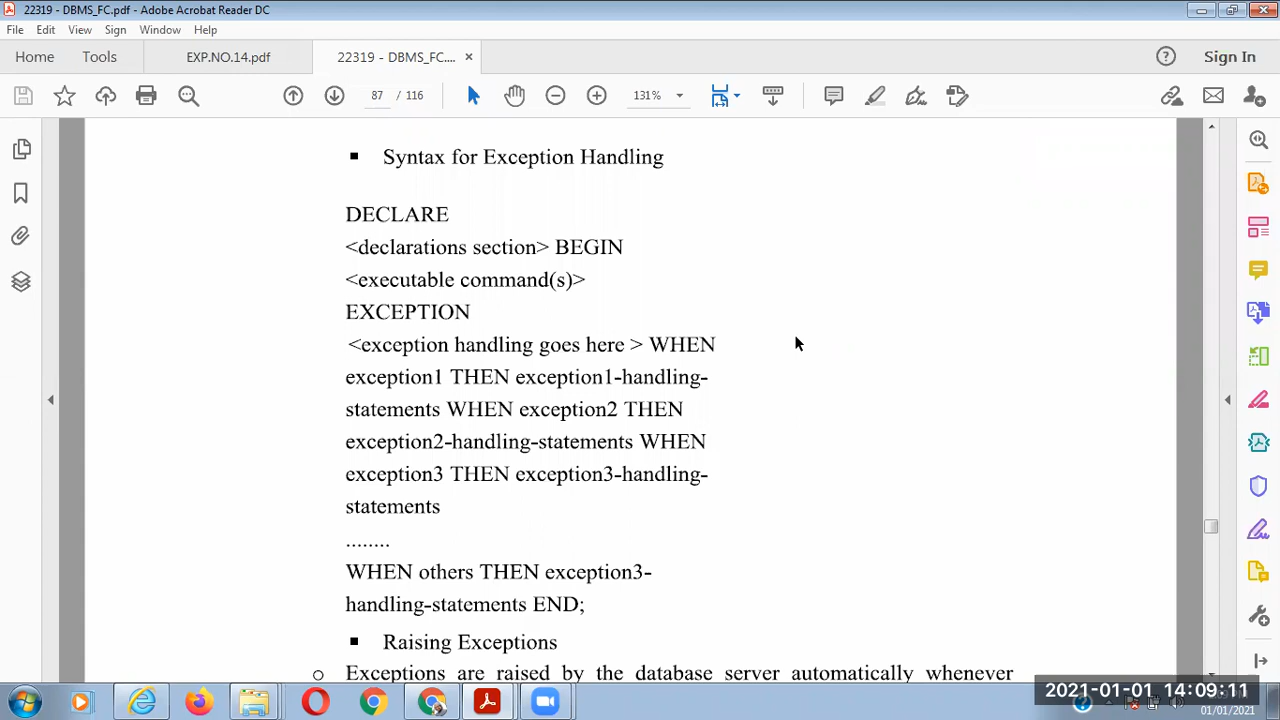 22319 - DBMS_FC.pdf - Adobe Acrobat Reader DC
File Edit View Sign Window Help
Home Tools EXP.NO.14.pdf 22319 - DBMS_FC.... × Sign In
87 / 116 131%
▪ Syntax for Exception Handling
DECLARE
<declarations section> BEGIN
<executable command(s)>
EXCEPTION
<exception handling goes here > WHEN
exception1 THEN exception1-handling-
statements WHEN exception2 THEN
exception2-handling-statements WHEN
exception3 THEN exception3-handling-
statements
........
WHEN others THEN exception3-
handling-statements END;
▪ Raising Exceptions
o Exceptions are raised by the database server automatically whenever
2021-01-01 14:09:11
01/01/2021